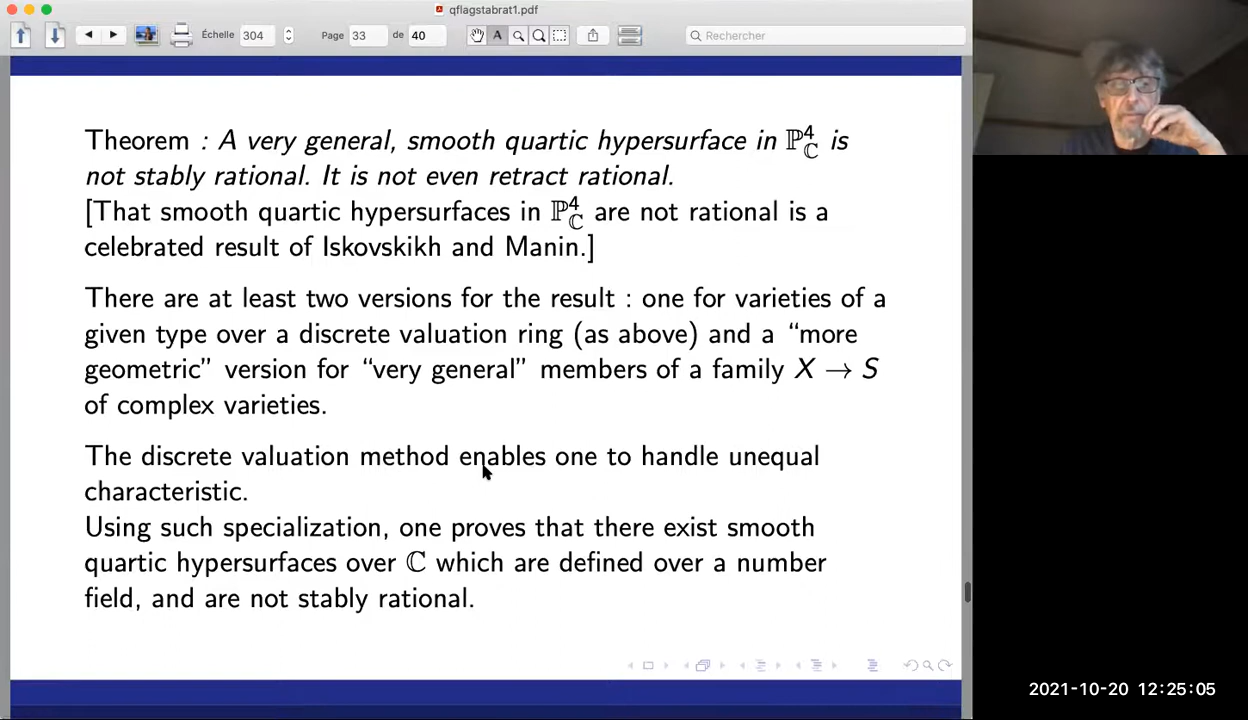 qflagstabrat1.pdf
Échelle 304 Page 33 de 40 A Rechercher
Theorem : A very general, smooth quartic hypersurface in ℙ⁴_ℂ is
not stably rational. It is not even retract rational.
[That smooth quartic hypersurfaces in ℙ⁴_ℂ are not rational is a
celebrated result of Iskovskikh and Manin.]
There are at least two versions for the result : one for varieties of a
given type over a discrete valuation ring (as above) and a “more
geometric” version for “very general” members of a family X → S
of complex varieties.
The discrete valuation method enables one to handle unequal
characteristic.
Using such specialization, one proves that there exist smooth
quartic hypersurfaces over ℂ which are defined over a number
field, and are not stably rational.
2021-10-20 12:25:05